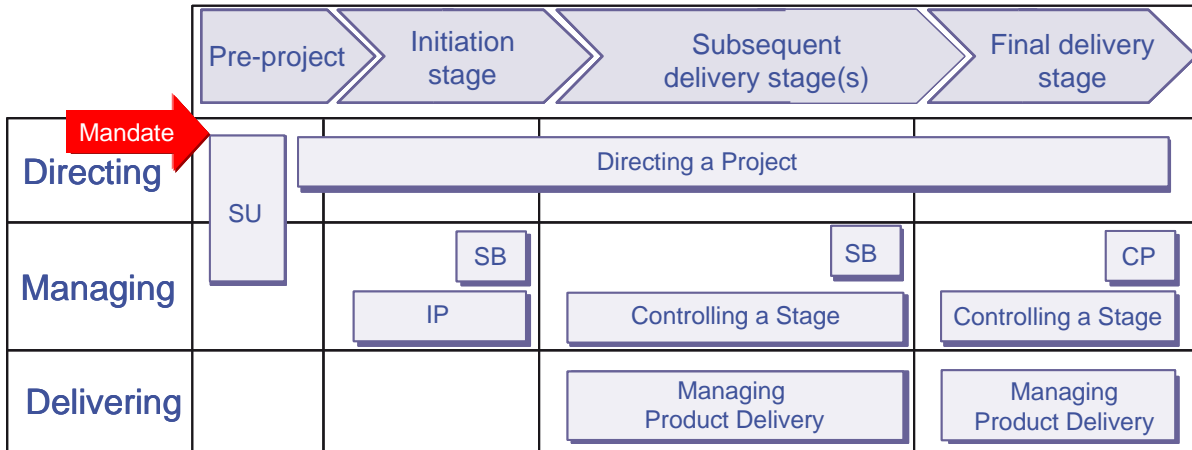 Pre-project
Initiation
stage
Subsequent
delivery stage(s)
Final delivery
stage
Mandate
Directing
SU
Directing a Project
Managing
SB
SB
CP
IP
Controlling a Stage
Controlling a Stage
Delivering
Managing
Product Delivery
Managing
Product Delivery